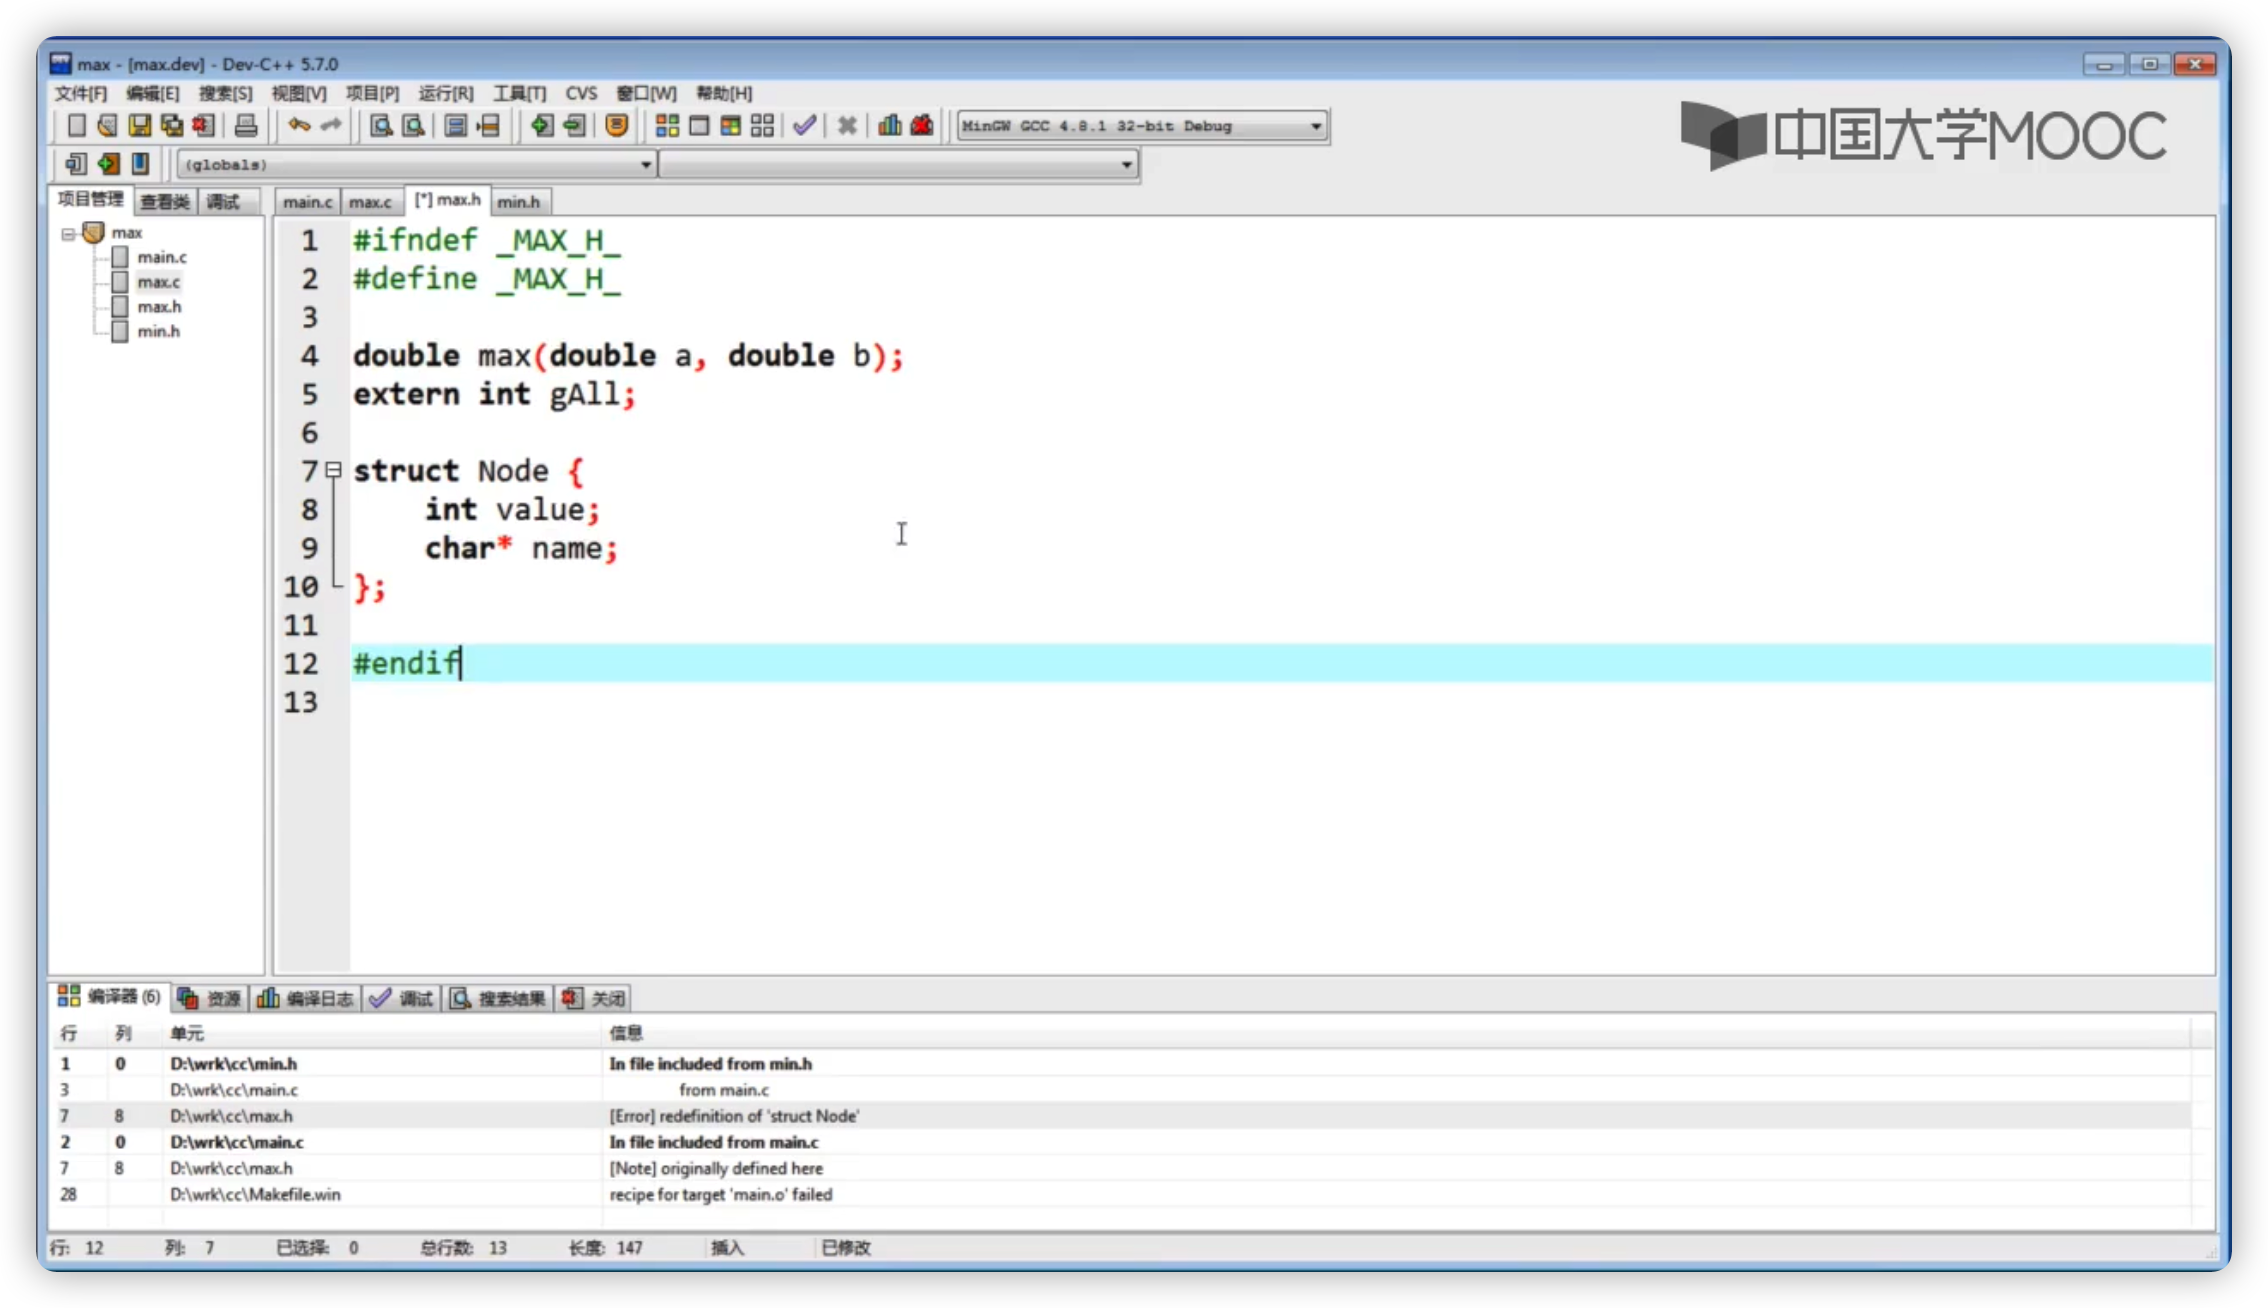 max - [max.dev] - Dev-C++ 5.7.0
文件[F] 编辑[E] 搜索[S] 视图[V] 项目[P] 运行[R] 工具[T] CVS 窗口[W] 帮助[H]
MinGW GCC 4.8.1 32-bit Debug
中国大学MOOC
(globals)
项目管理 查看类 调试
main.c max.c [*] max.h min.h
max
main.c
max.c
max.h
min.h
1 #ifndef _MAX_H_
2 #define _MAX_H_
3
4 double max(double a, double b);
5 extern int gAll;
6
7 struct Node {
8 int value;
9 char* name;
10 };
11
12 #endif
13
编译器 (6) 资源 编译日志 调试 搜索结果 关闭
行 列 单元 信息
1 0 D:\wrk\cc\min.h In file included from min.h
3 D:\wrk\cc\main.c from main.c
7 8 D:\wrk\cc\max.h [Error] redefinition of 'struct Node'
2 0 D:\wrk\cc\main.c In file included from main.c
7 8 D:\wrk\cc\max.h [Note] originally defined here
28 D:\wrk\cc\Makefile.win recipe for target 'main.o' failed
行: 12 列: 7 已选择: 0 总行数: 13 长度: 147 插入 已修改